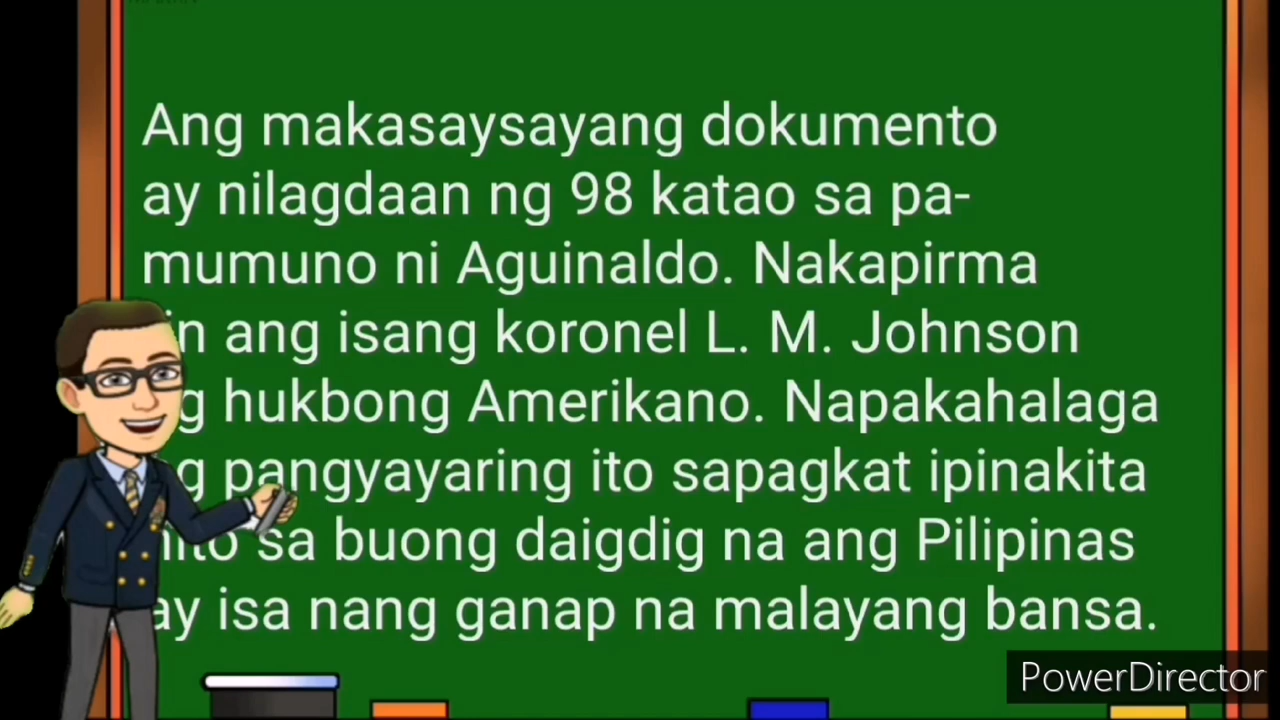 Ang makasaysayang dokumento
ay nilagdaan ng 98 katao sa pa-
mumuno ni Aguinaldo. Nakapirma
ang isang koronel L. M. Johnson
hukbong Amerikano. Napakahalaga
pangyayaring ito sapagkat ipinakita
sa buong daigdig na ang Pilipinas
ay isa nang ganap na malayang bansa.
PowerDirector